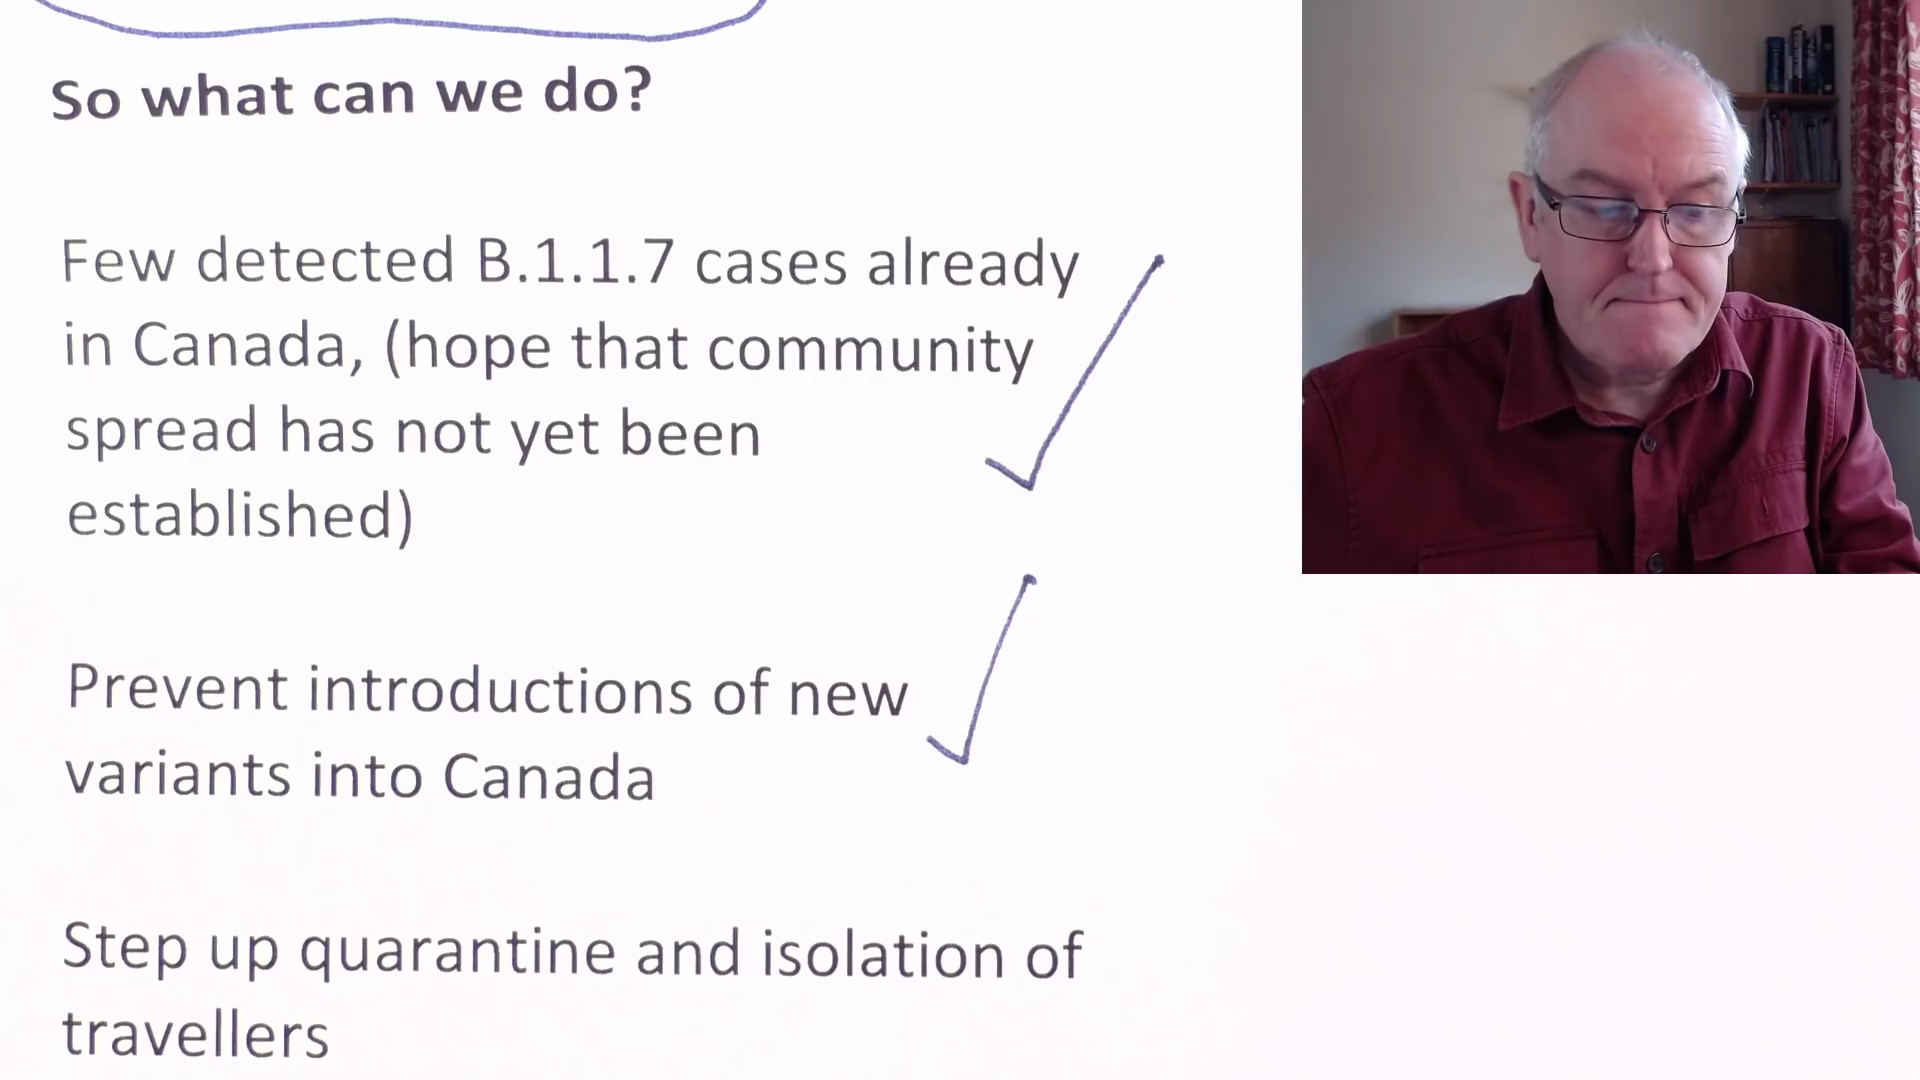 So what can we do?
Few detected B.1.1.7 cases already
in Canada, (hope that community
spread has not yet been
established)
Prevent introductions of new
variants into Canada
Step up quarantine and isolation of
travellers